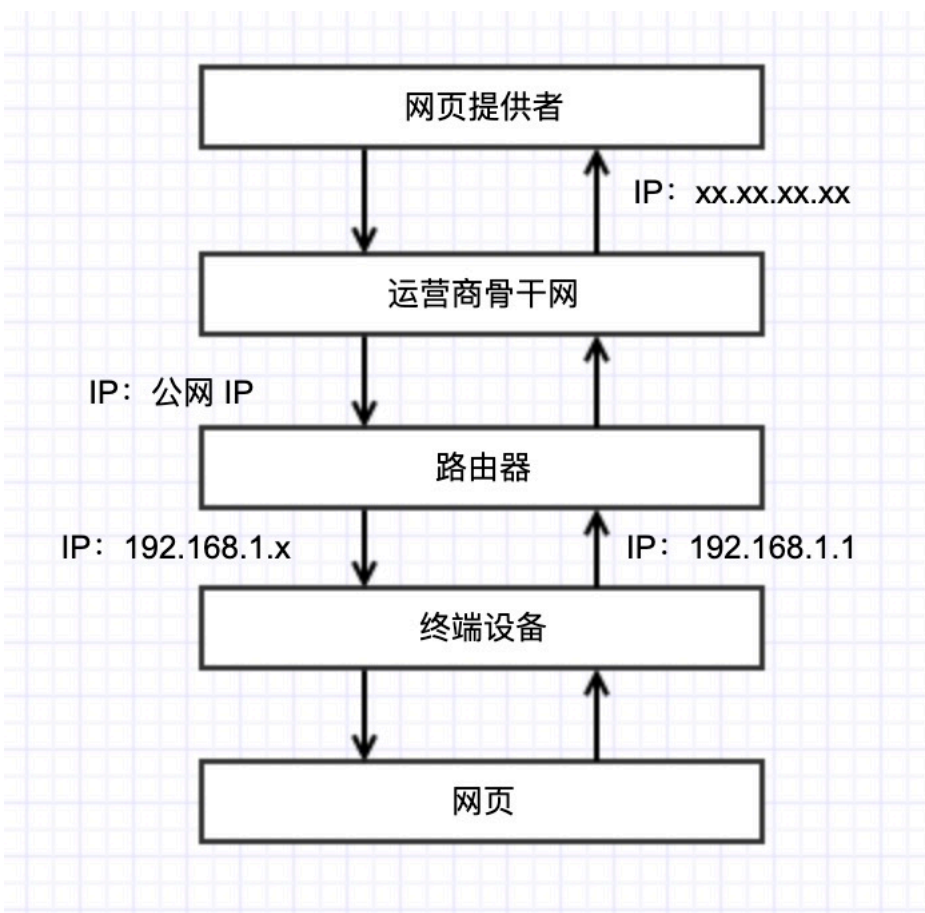 网页提供者
IP：xx.xx.xx.xx
运营商骨干网
IP：公网 IP
路由器
IP：192.168.1.x
IP：192.168.1.1
终端设备
网页